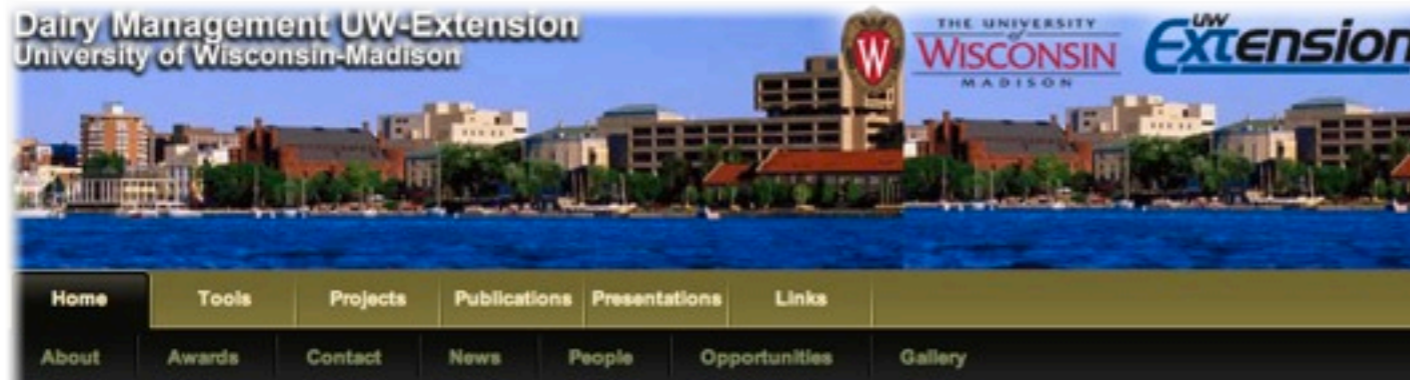 Dairy Management UW-Extension
University of Wisconsin-Madison
W
THE UNIVERSITY
of
WISCONSIN
MADISON
UW
Extension
Home Tools Projects Publications Presentations Links
About Awards Contact News People Opportunities Gallery